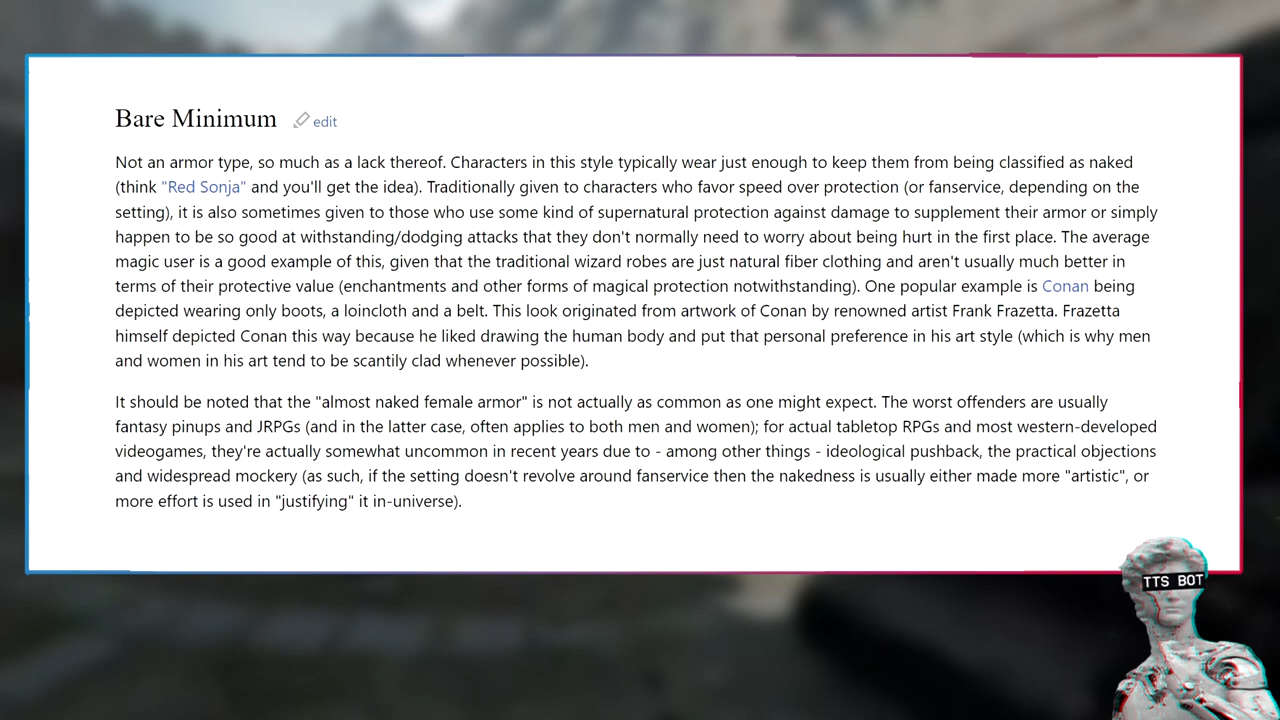 Bare Minimum edit
Not an armor type, so much as a lack thereof. Characters in this style typically wear just enough to keep them from being classified as naked
(think "Red Sonja" and you'll get the idea). Traditionally given to characters who favor speed over protection (or fanservice, depending on the
setting), it is also sometimes given to those who use some kind of supernatural protection against damage to supplement their armor or simply
happen to be so good at withstanding/dodging attacks that they don't normally need to worry about being hurt in the first place. The average
magic user is a good example of this, given that the traditional wizard robes are just natural fiber clothing and aren't usually much better in
terms of their protective value (enchantments and other forms of magical protection notwithstanding). One popular example is Conan being
depicted wearing only boots, a loincloth and a belt. This look originated from artwork of Conan by renowned artist Frank Frazetta. Frazetta
himself depicted Conan this way because he liked drawing the human body and put that personal preference in his art style (which is why men
and women in his art tend to be scantily clad whenever possible).
It should be noted that the "almost naked female armor" is not actually as common as one might expect. The worst offenders are usually
fantasy pinups and JRPGs (and in the latter case, often applies to both men and women); for actual tabletop RPGs and most western-developed
videogames, they're actually somewhat uncommon in recent years due to - among other things - ideological pushback, the practical objections
and widespread mockery (as such, if the setting doesn't revolve around fanservice then the nakedness is usually either made more "artistic", or
more effort is used in "justifying" it in-universe).
TTS BOT